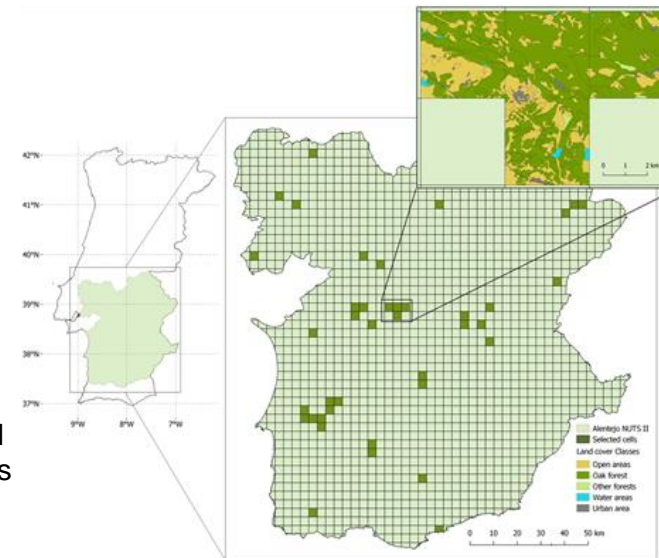 42°N
41°N
40°N
39°N
38°N
37°N
9°W
8°W
7°W
0 1 2 km
Alentejo NUTS II
Selected cells
Land cover Classes
Open areas
Oak forest
Other forests
Water areas
Urban area
0 10 20 30 40 50 km